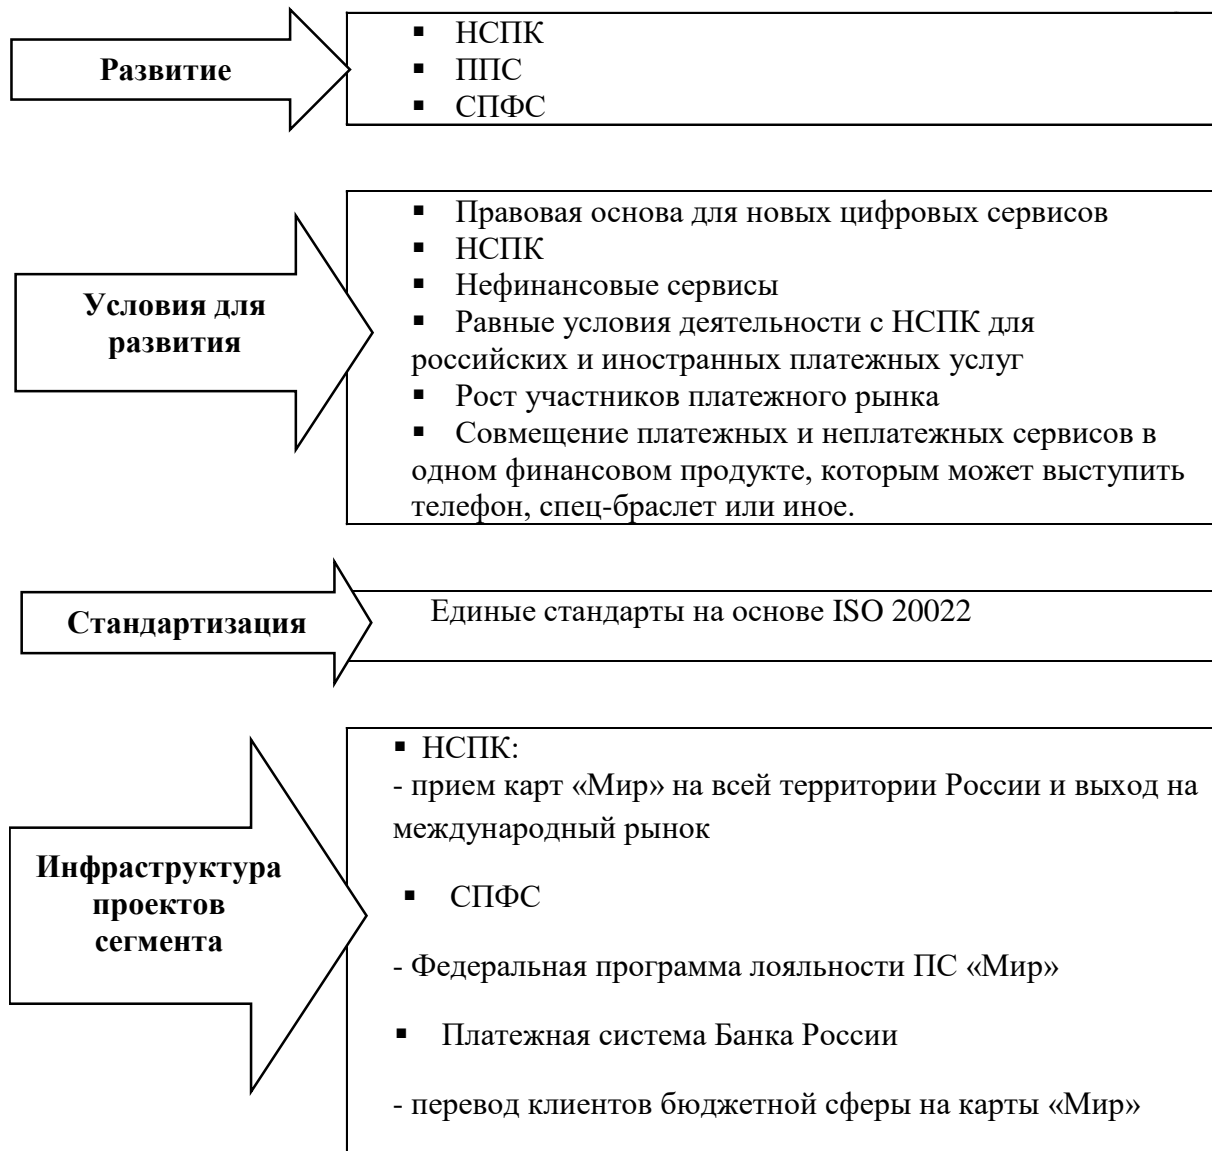 Развитие
▪ НСПК
▪ ППС
▪ СПФС
Условия для
развития
▪ Правовая основа для новых цифровых сервисов
▪ НСПК
▪ Нефинансовые сервисы
▪ Равные условия деятельности с НСПК для
российских и иностранных платежных услуг
▪ Рост участников платежного рынка
▪ Совмещение платежных и неплатежных сервисов в
одном финансовом продукте, которым может выступить
телефон, спец-браслет или иное.
Стандартизация
Единые стандарты на основе ISO 20022
Инфраструктура
проектов
сегмента
▪ НСПК:
- прием карт «Мир» на всей территории России и выход на
международный рынок
▪ СПФС
- Федеральная программа лояльности ПС «Мир»
▪ Платежная система Банка России
- перевод клиентов бюджетной сферы на карты «Мир»